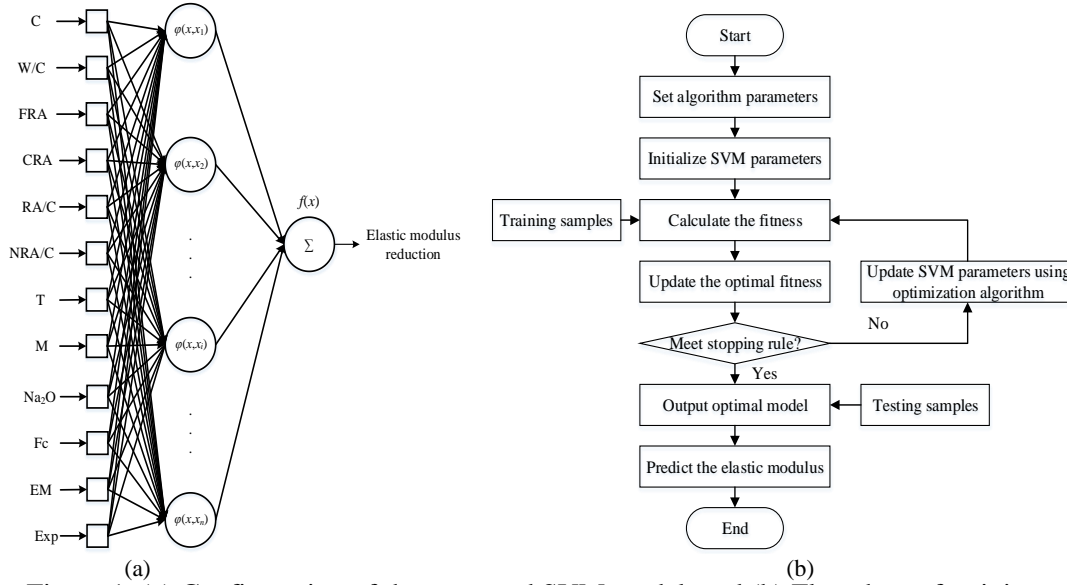 C
W/C
FRA
CRA
RA/C
NRA/C
T
M
Na₂O
Fc
EM
Exp
φ(x,x₁)
φ(x,x₂)
.
.
.
φ(x,xᵢ)
.
.
.
φ(x,xₙ)
f(x)
Σ
Elastic modulus
reduction
(a)
Start
Set algorithm parameters
Initialize SVM parameters
Training samples
Calculate the fitness
Update the optimal fitness
Update SVM parameters using
optimization algorithm
No
Meet stopping rule?
Yes
Output optimal model
Testing samples
Predict the elastic modulus
End
(b)